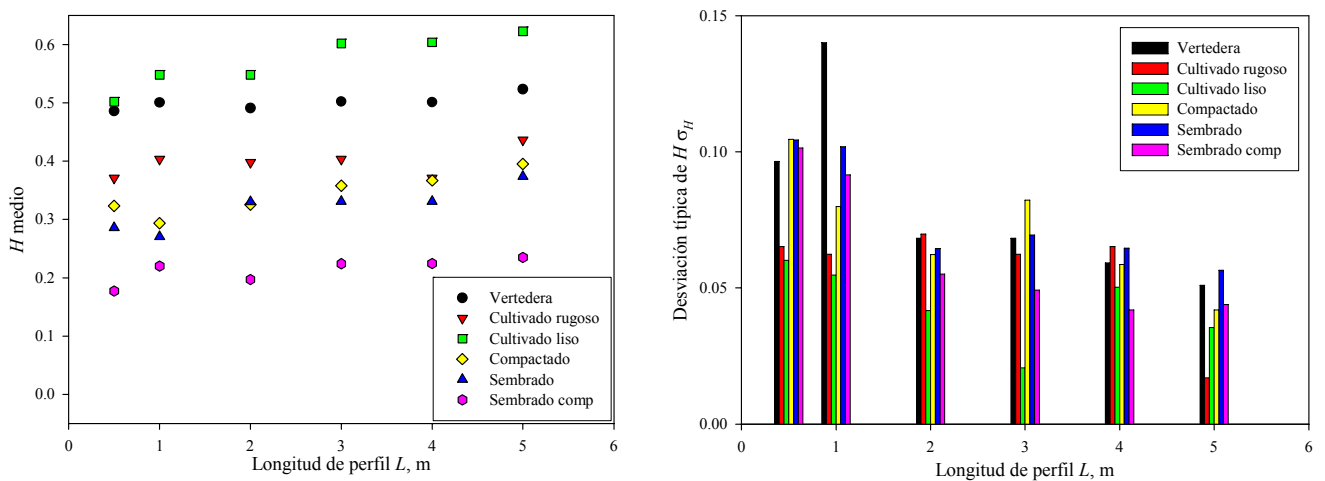 0.6
0.5
0.4
0.3
0.2
0.1
0.0
H medio
0 1 2 3 4 5 6
Longitud de perfil L, m
Vertedera
Cultivado rugoso
Cultivado liso
Compactado
Sembrado
Sembrado comp
0.15
0.10
0.05
0.00
Desviación típica de H σH
0 1 2 3 4 5 6
Longitud de perfil L, m
Vertedera
Cultivado rugoso
Cultivado liso
Compactado
Sembrado
Sembrado comp